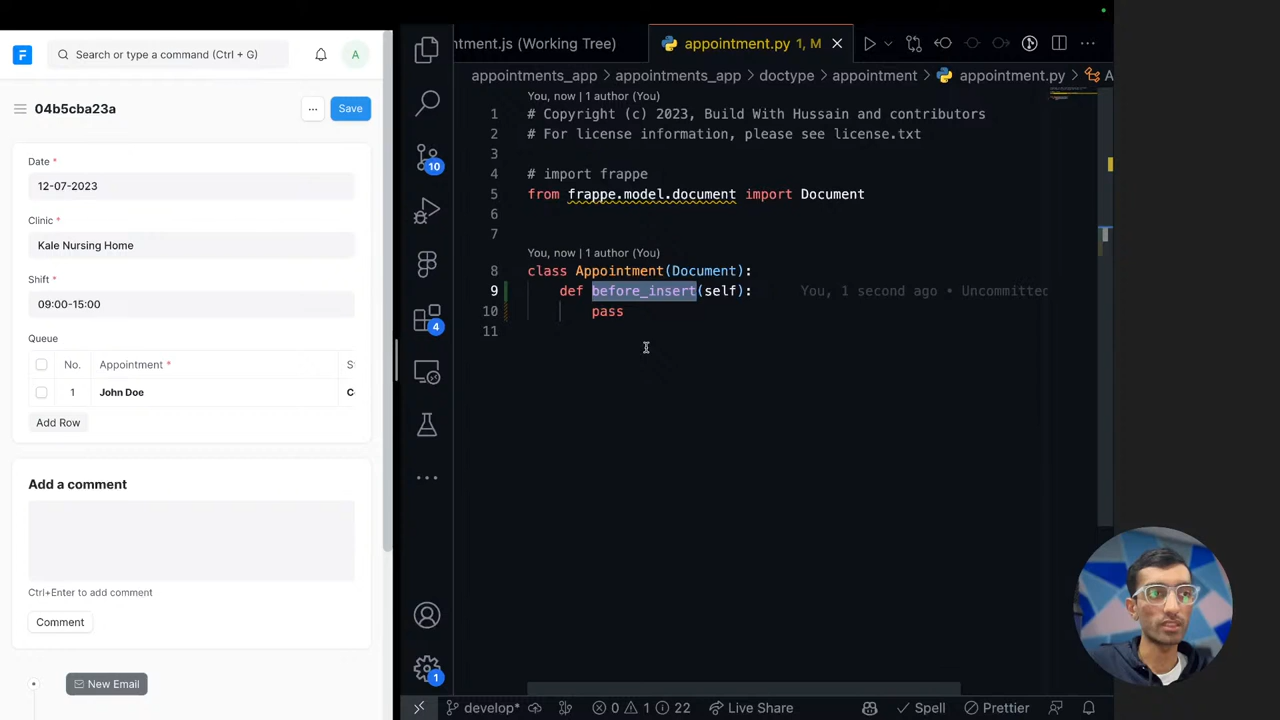 Search or type a command (Ctrl + G)
A
04b5cba23a
...
Save
Date *
12-07-2023
Clinic *
Kale Nursing Home
Shift *
09:00-15:00
Queue
No.
Appointment *
1
John Doe
Add Row
Add a comment
Ctrl+Enter to add comment
Comment
New Email
10
4
1
ntment.js (Working Tree)
appointment.py 1, M
appointments_app > appointments_app > doctype > appointment > appointment.py > A
You, now | 1 author (You)
1 # Copyright (c) 2023, Build With Hussain and contributors
2 # For license information, please see license.txt
3
4 # import frappe
5 from frappe.model.document import Document
6
7
You, now | 1 author (You)
8 class Appointment(Document):
9 def before_insert(self): You, 1 second ago • Uncommitted
10 pass
11
develop* 0 1 22 Live Share Spell Prettier